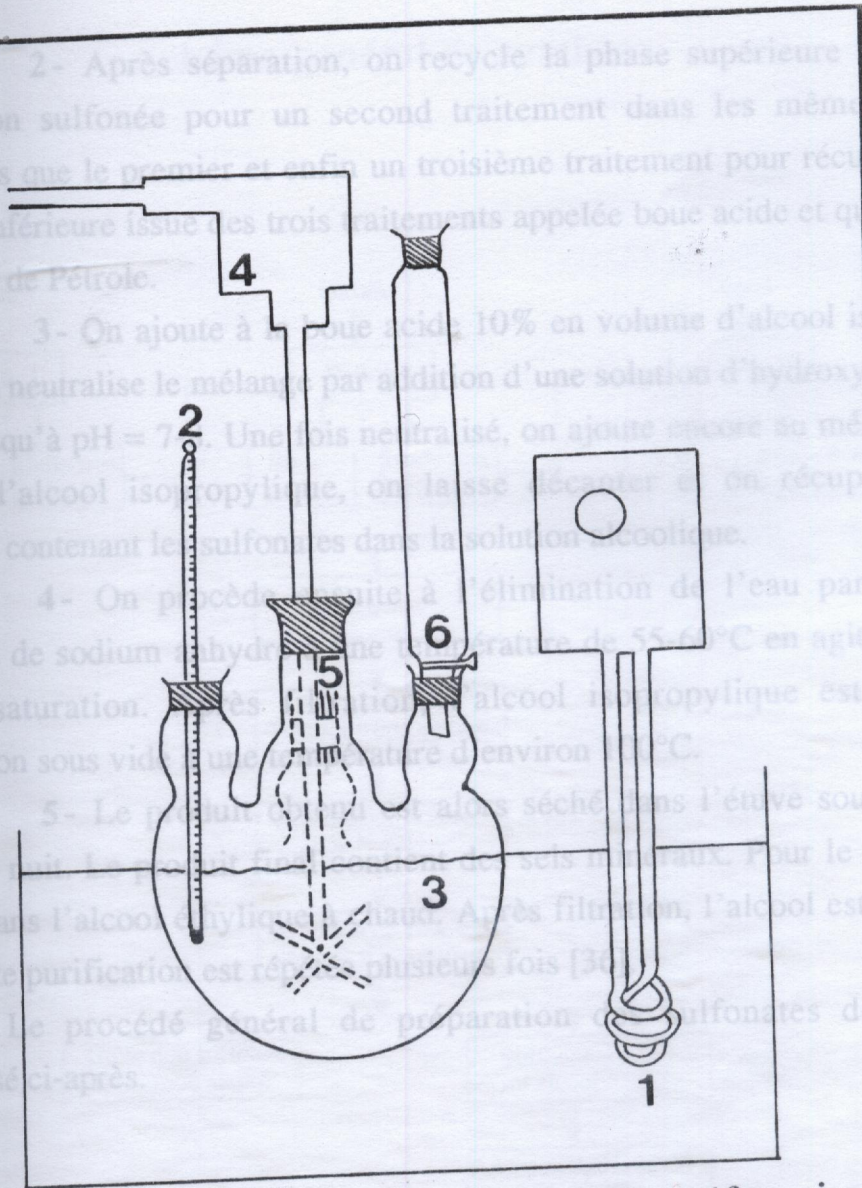 2- Après séparation, on recycle la phase supérieure
on sulfonée pour un second traitement dans les mêm
s que le premier et enfin un troisième traitement pour récu
nférieure issue des trois traitements appelée boue acide et qu
de Pétrole.
4
3- On ajoute à la boue acide 10% en volume d'alcool is
neutralise le mélange par addition d'une solution d'hydroxy
2
qu'à pH = 7- . Une fois neutralisé, on ajoute encore au mé
l'alcool isopropylique, on laisse décanter et on récup
contenant les sulfonates dans la solution alcoolique.
4- On procède ensuite à l'élimination de l'eau par
6
de sodium anhydre une température de 55-60°C en agit
5
saturation. Après filtration, l'alcool isopropylique est
on sous vide à une température d'environ 100°C.
5- Le produit obtenu est alors séché dans l'étuve sou
nuit. Le produit final contient des sels minéraux. Pour le
3
ans l'alcool éthylique à chaud. Après filtration, l'alcool est
e purification est répétée plusieurs fois [36].
Le procédé général de préparation des sulfonates d
é ci-après.
1